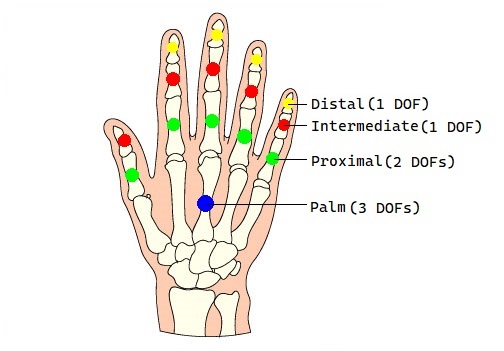 Distal(1 DOF)
Intermediate(1 DOF)
Proximal(2 DOFs)
Palm(3 DOFs)